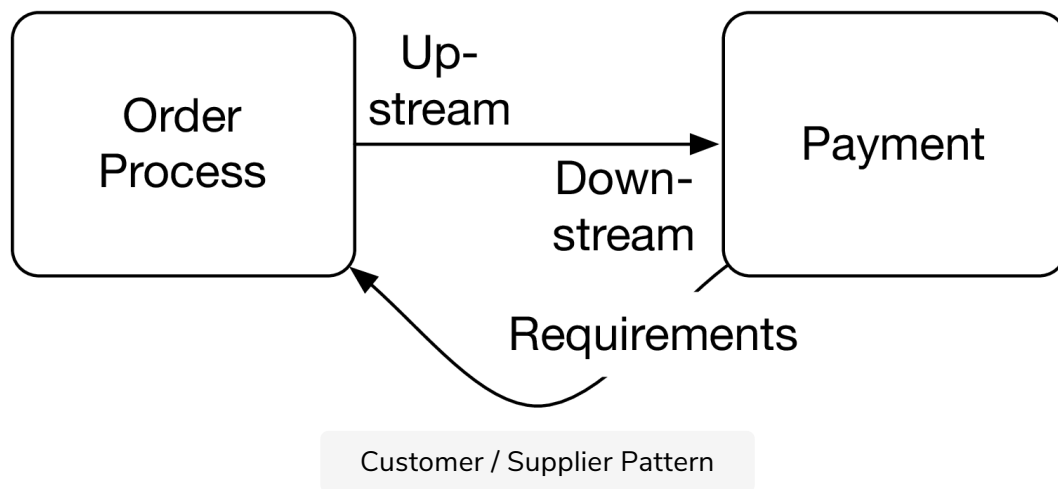 Order
Process
Up-
stream
Down-
stream
Payment
Requirements
Customer / Supplier Pattern